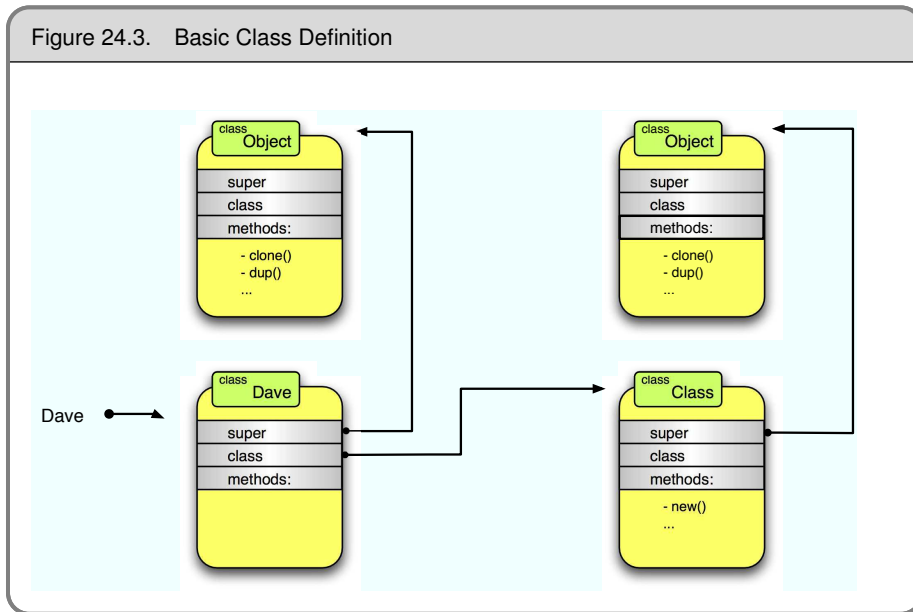 Figure 24.3. Basic Class Definition
class
Object
super
class
methods:
- clone()
- dup()
...
class
Object
super
class
methods:
- clone()
- dup()
...
Dave
class
Dave
super
class
methods:
class
Class
super
class
methods:
- new()
...